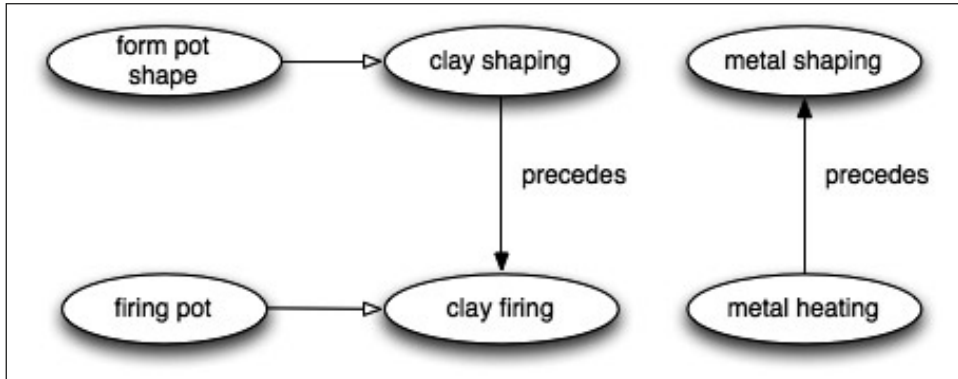 form pot
shape
clay shaping
metal shaping
precedes
precedes
firing pot
clay firing
metal heating